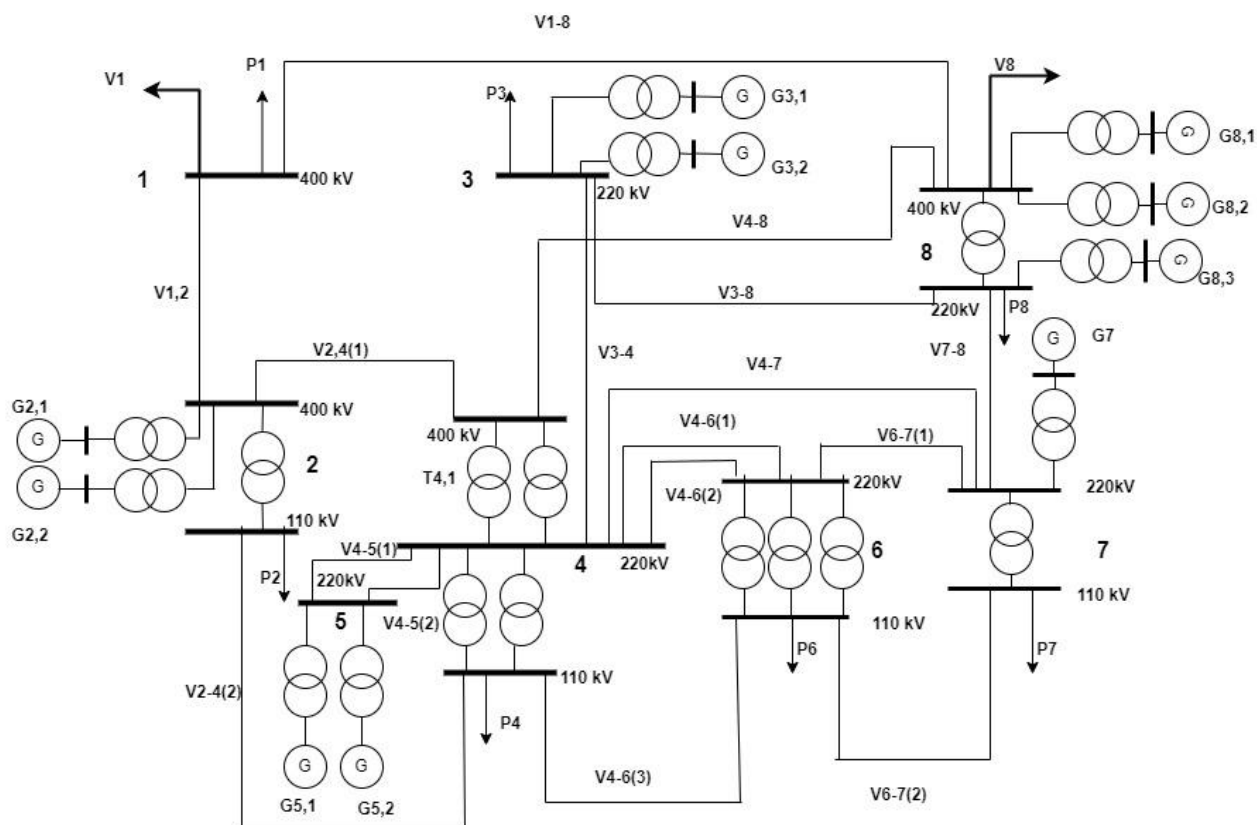 V1-8
V1
P1
P3
G
G3,1
V8
G
G8,1
1
400 kV
3
G
G3,2
220 kV
400 kV
G
G8,2
V4-8
8
G
G8,3
V1,2
V3-8
220kV
P8
V2,4(1)
V3-4
V4-7
V7-8
G
G7
G2,1
G
400 kV
400 kV
V4-6(1)
V6-7(1)
G
2
T4,1
V4-6(2)
220kV
220kV
G2,2
110 kV
V4-5(1)
4
220kV
6
7
P2
220kV
110 kV
5
V4-5(2)
110 kV
P6
P7
V2-4(2)
110 kV
P4
G
G
V4-6(3)
V6-7(2)
G5,1
G5,2